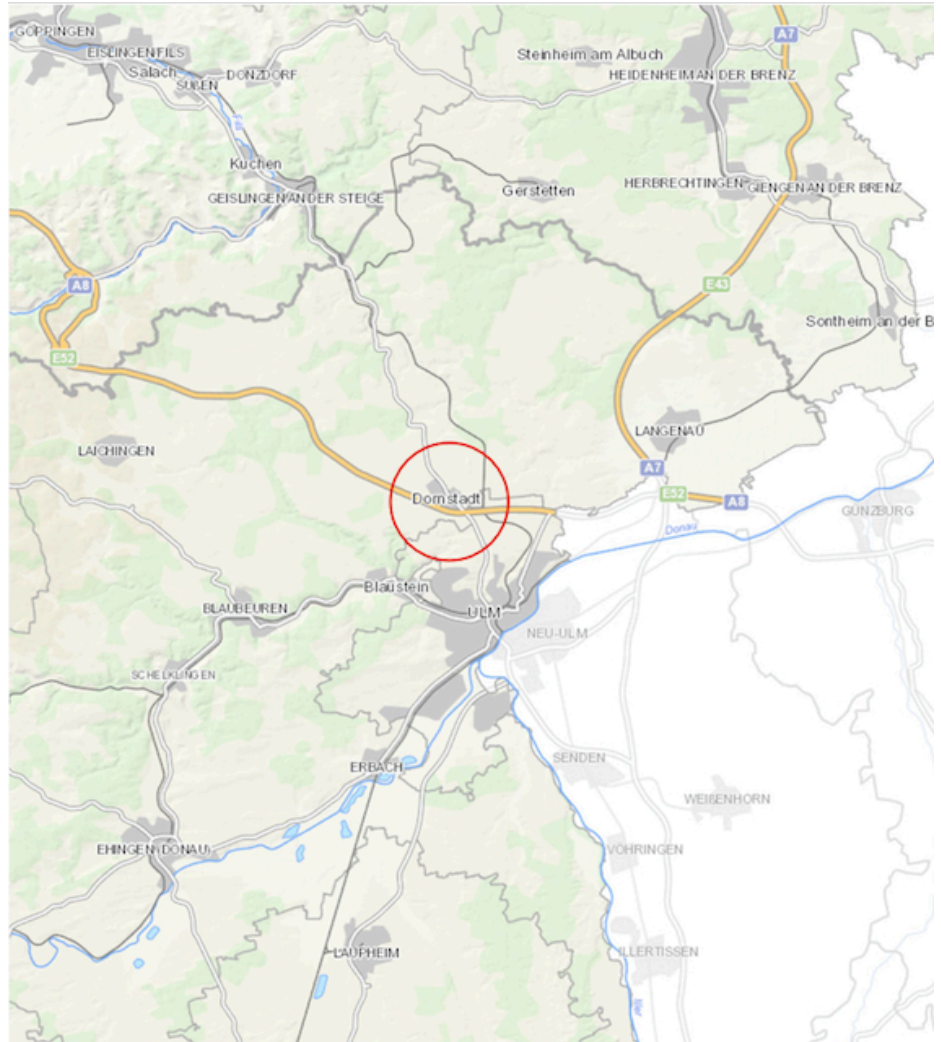 GÖPPINGEN
A7
EISLINGEN/FILS
Steinheim am Albuch
Salach
DONZDORF
HEIDENHEIM AN DER BRENZ
SÜßEN
Fils
Kuchen
HERBRECHTINGEN
GIENGEN AN DER BRENZ
Gerstetten
GEISLINGEN AN DER STEIGE
A8
E43
Sontheim an der B
E52
LANGENAU
LAICHINGEN
A7
Dornstadt
E52
A8
GÜNZBURG
Donau
Blaustein
BLAUBEUREN
ULM
NEU-ULM
SCHELKLINGEN
SENDEN
ERBACH
WEIßENHORN
EHINGEN (DONAU)
VÖHRINGEN
LAUPHEIM
ILLERTISSEN
Iller